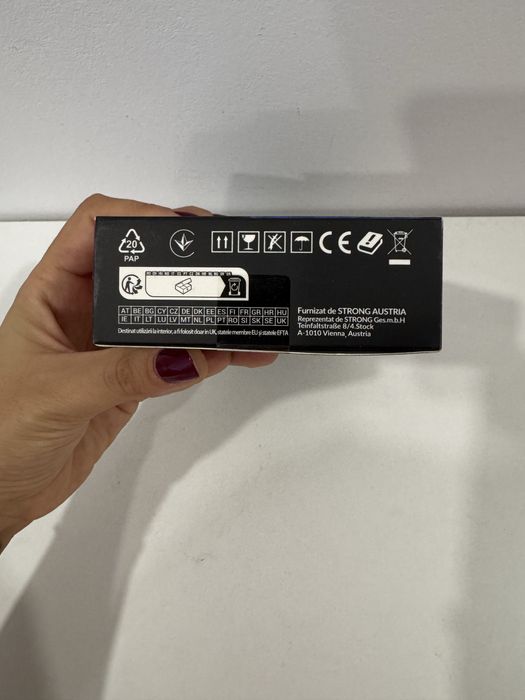 20
PAP
CE
AT BE BG CY CZ DE DK EE ES FI FR GR HR HU
IE IT LT LU LV MT NL PL PT RO SI SK SE UK
Destinat utilizării la interior, a fi folosit doar in UK, statele membre EU și statele EFTA
Furnizat de STRONG AUSTRIA
Reprezentat de STRONG Ges.m.b.H
Teinfaltstraße 8/4.Stock
A-1010 Vienna, Austria